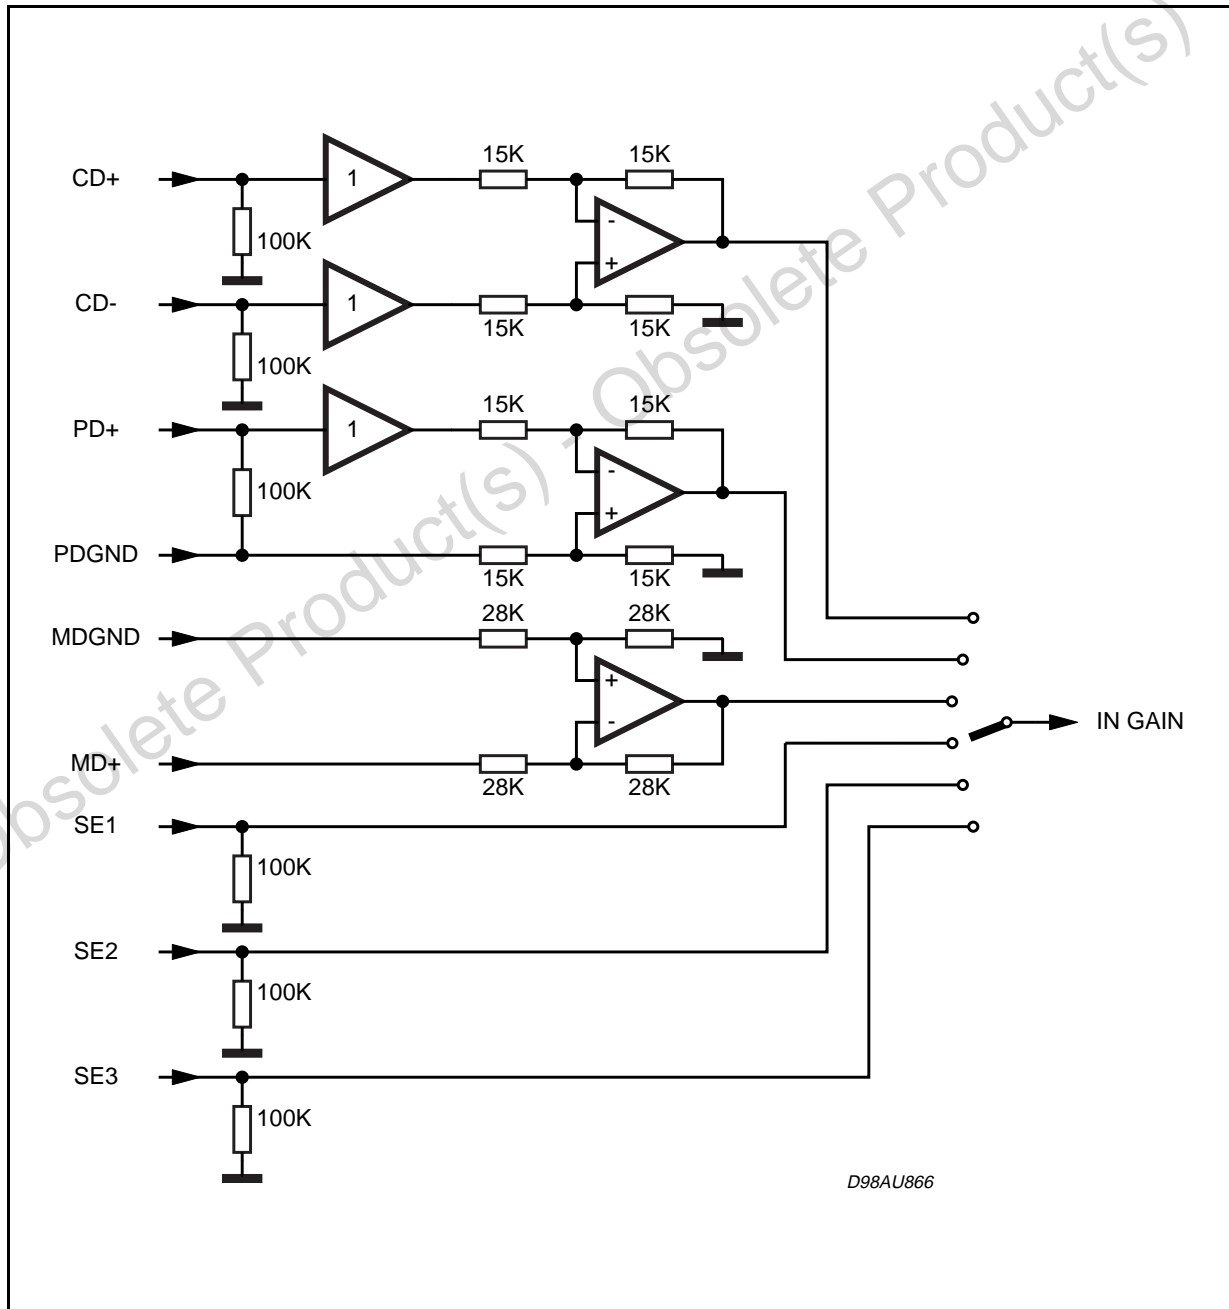 Obsolete Product(s) - Obsolete Product(s)
15K 15K
CD+ 1
-
100K
+
CD- 1
15K 15K
100K
15K 15K
PD+ 1
-
100K
+
PDGND
15K 15K
28K 28K
MDGND
+
IN GAIN
-
MD+
28K 28K
SE1
100K
SE2
100K
SE3
100K
D98AU866